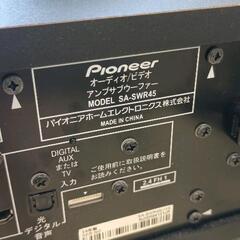 Pioneer
オーディオ/ビデオ
アンプサブウーファー
MODEL SA-SWR45
パイオニアホームエレクトロニクス株式会社
MADE IN CHINA
DIGITAL
AUX
または
TV
入力
ご使用前に取扱説明書を
お読みください。
光
デジタル
音声
2.4 FH 1